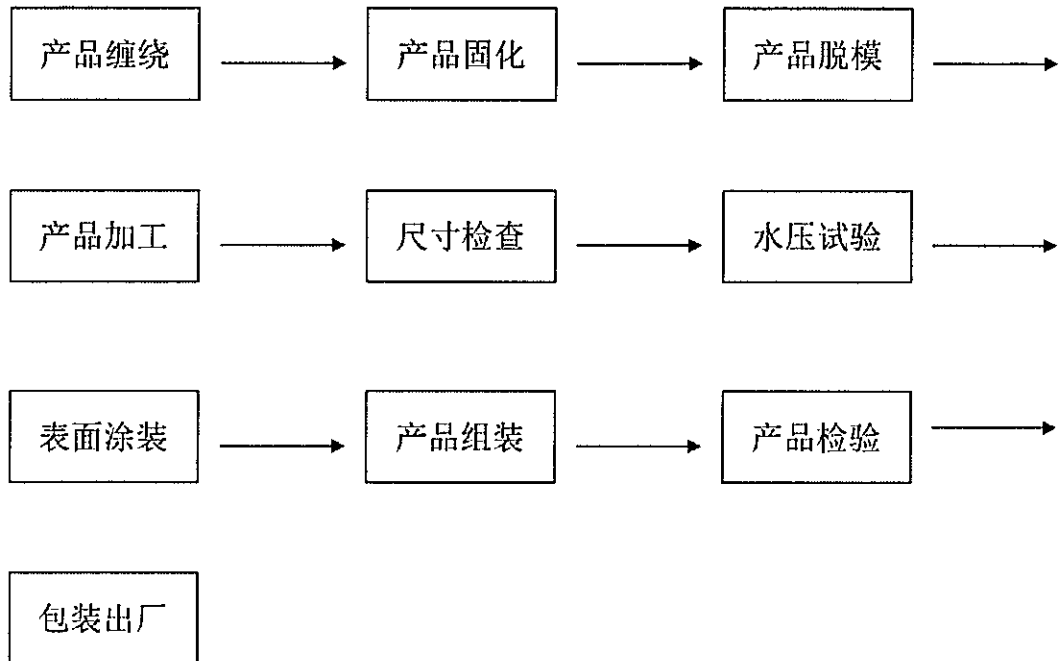 产品缠绕
产品固化
产品脱模
产品加工
尺寸检查
水压试验
表面涂装
产品组装
产品检验
包装出厂